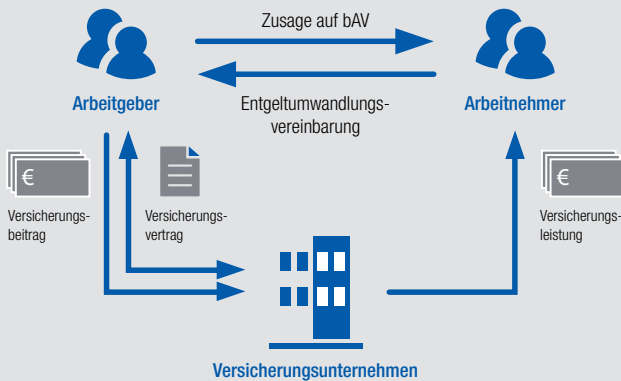 Zusage auf bAV
Arbeitgeber
Entgeltumwandlungs-
vereinbarung
Arbeitnehmer
€
Versicherungs-
beitrag
Versicherungs-
vertrag
€
Versicherungs-
leistung
Versicherungsunternehmen